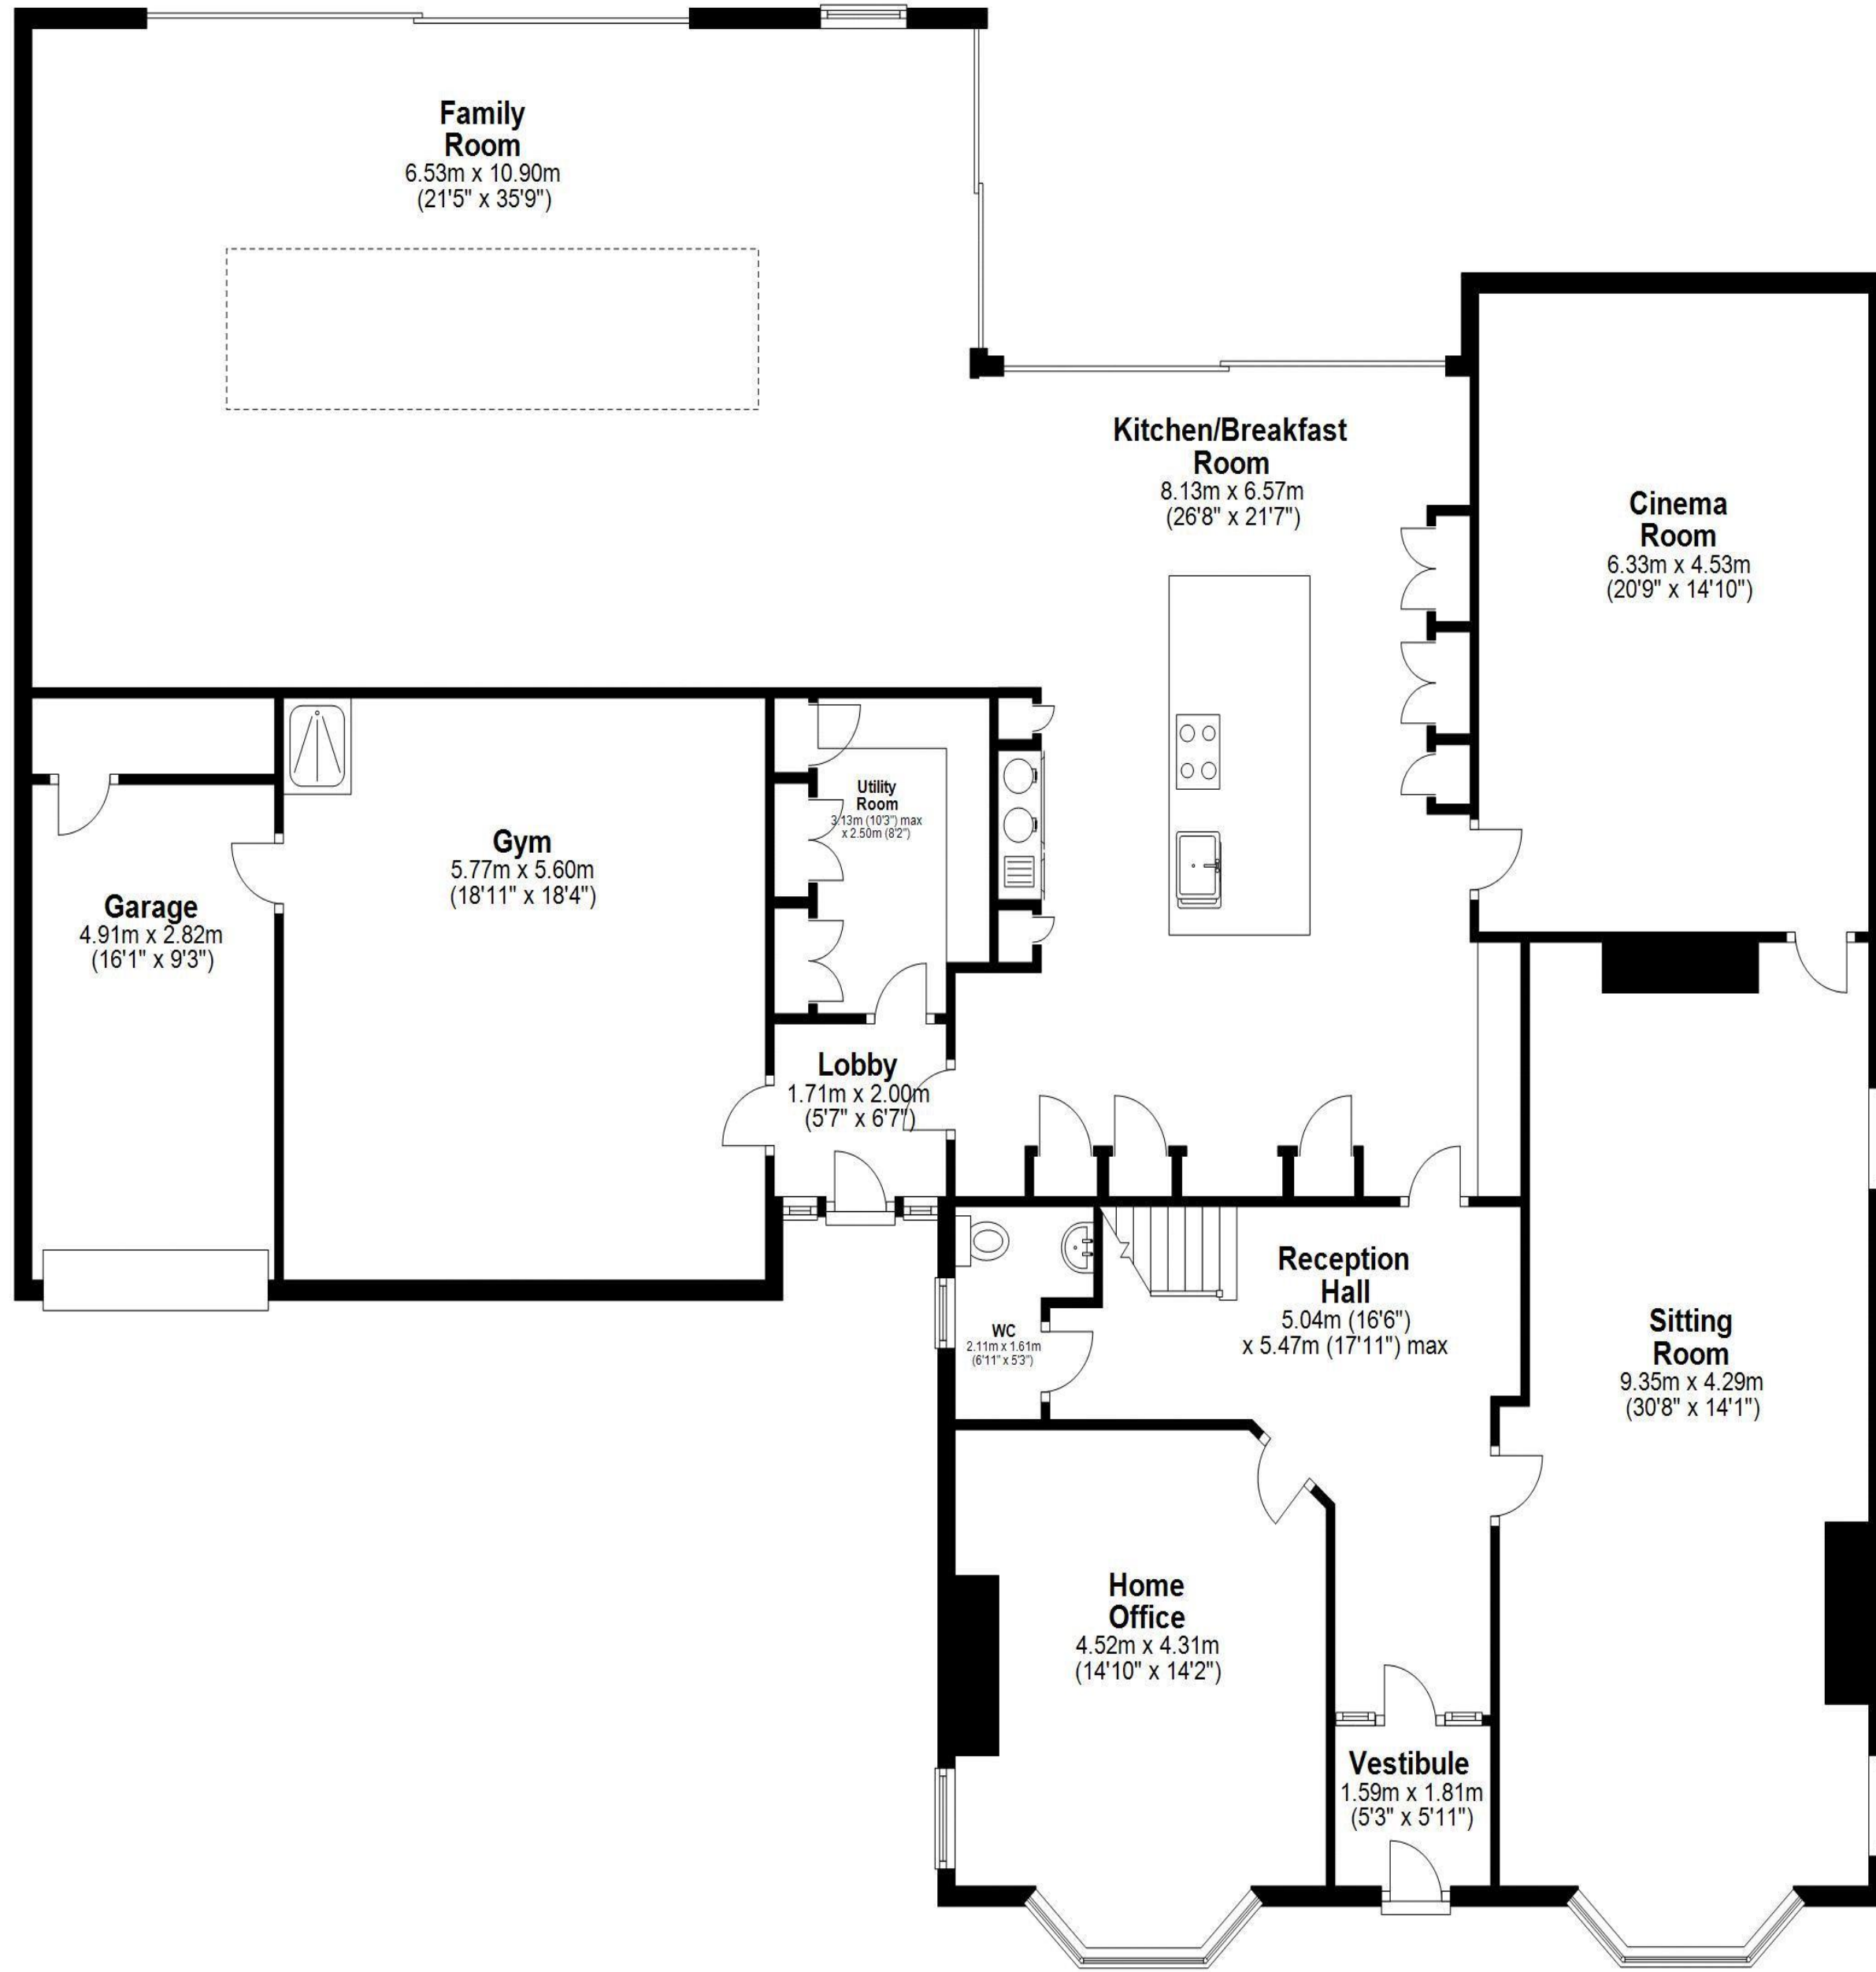 Family
Room
6.53m x 10.90m
(21'5" x 35'9")
Kitchen/Breakfast
Room
8.13m x 6.57m
(26'8" x 21'7")
Cinema
Room
6.33m x 4.53m
(20'9" x 14'10")
Utility
Room
3.13m (10'3") max
x 2.50m (8'2")
Gym
5.77m x 5.60m
(18'11" x 18'4")
Garage
4.91m x 2.82m
(16'1" x 9'3")
Lobby
1.71m x 2.00m
(5'7" x 6'7")
Reception
Hall
5.04m (16'6")
x 5.47m (17'11") max
WC
2.11m x 1.61m
(6'11" x 5'3")
Sitting
Room
9.35m x 4.29m
(30'8" x 14'1")
Home
Office
4.52m x 4.31m
(14'10" x 14'2")
Vestibule
1.59m x 1.81m
(5'3" x 5'11")